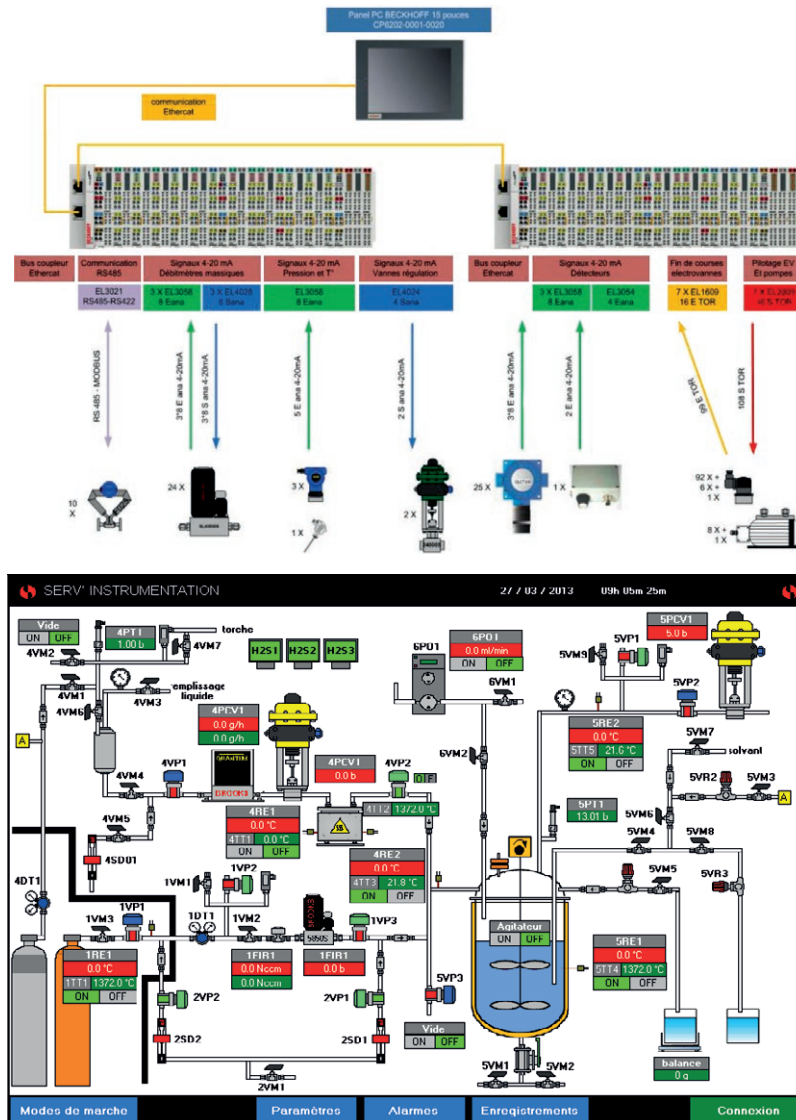 Panel PC BECKHOFF 15 pouces
CP6202-0001-0020
communication
Ethercat
Bus coupleur
Ethercat
Communication
RS485
Signaux 4-20 mA
Débitmètres massiques
Signaux 4-20 mA
Pression et T°
Signaux 4-20 mA
Vannes régulation
Bus coupleur
Ethercat
Signaux 4-20 mA
Détecteurs
Fin de courses
electrovannes
Pilotage EV
Et pompes
EL3021
RS485-RS422
3 X EL3058
8 Eana
3 X EL4028
8 Sana
EL3058
8 Eana
EL4024
4 Sana
3 X EL3058
8 Eana
EL3054
4 Eana
7 X EL1609
16 E TOR
RS 485 - MODBUS
3*8 E ana 4-20mA
3*8 S ana 4-20mA
5 E ana 4-20mA
2 S ana 4-20mA
3*8 E ana 4-20mA
2 E ana 4-20mA
99 E TOR
108 S TOR
10
X
24 X
3 X
1 X
2 X
25 X
1 X
92 X +
6 X +
1 X
8 X +
1 X
SERV' INSTRUMENTATION
27 / 03 / 2013
09h 05m 25m
Vide
ON OFF
4PT1
1.00 b
torche
4VM2
4VM7
4VM1
4VM6
4VM3
emplissage
liquide
H2S1
H2S2
H2S3
6PO1
6PO1
0.0 ml/min
ON OFF
6VM1
5VM9
5VP1
5PCV1
5.0 b
5VP2
A
4PCV1
0.0 g/h
0.0 g/h
4VM4
4VP1
BROOKS
4PCV1
0.0 b
4VP2
6VM2
5RE2
0.0 °C
5TT5 21.6 °C
ON OFF
5VM7
solvant
5VR2
5VM3
A
5PT1
13.01 b
5VM6
4VM5
4RE1
0.0 °C
4TT1 0.0 °C
ON OFF
4TT2 1372.0 °C
5VM4
5VM8
4SD01
4RE2
0.0 °C
4TT3 21.8 °C
ON OFF
5VM5
5VR3
4DT1
1VM1
1VP2
1VM3
1VP1
1DT1
1VM2
BROOKS
5850S
1VP3
Agitateur
ON OFF
1RE1
0.0 °C
1TT1 1372.0 °C
ON OFF
1FIR1
0.0 Nccm
0.0 Nccm
1FIR1
0.0 b
5RE1
0.0 °C
5TT4 1372.0 °C
ON OFF
2VP2
2VP1
5VP3
2SD2
2SD1
Vide
ON OFF
2VM1
5VM1
5VM2
balance
0 g
Modes de marche
Paramètres
Alarmes
Enregistrements
Connexion